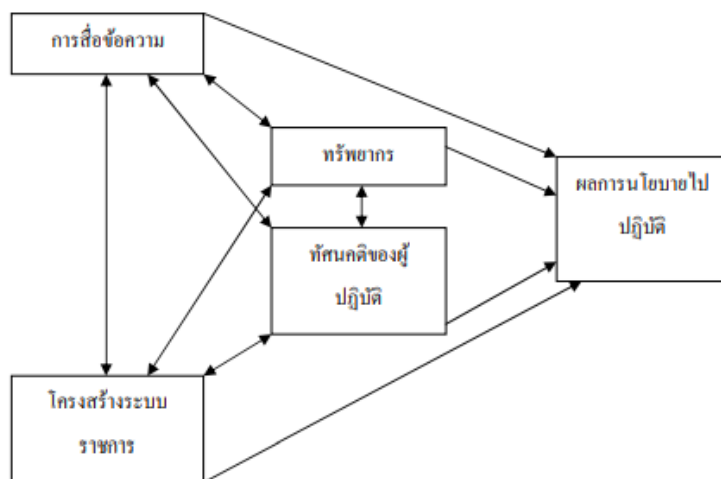 การสื่อข้อความ
ทรัพยากร
ผลการนโยบายไป
ปฏิบัติ
ทัศนคติของผู้
ปฏิบัติ
โครงสร้างระบบ
ราชการ